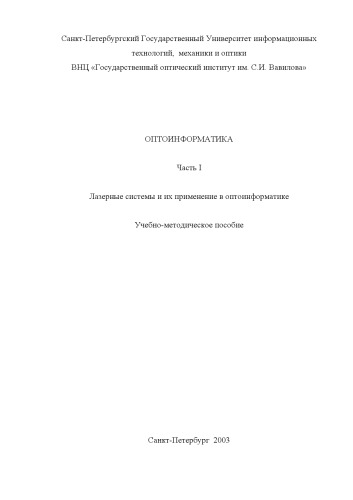 Санкт-Петербургский Государственный Университет информационных
технологий, механики и оптики
ВНЦ «Государственный оптический институт им. С.И. Вавилова»
ОПТОИНФОРМАТИКА
Часть I
Лазерные системы и их применение в оптоинформатике
Учебно-методическое пособие
Санкт-Петербург 2003